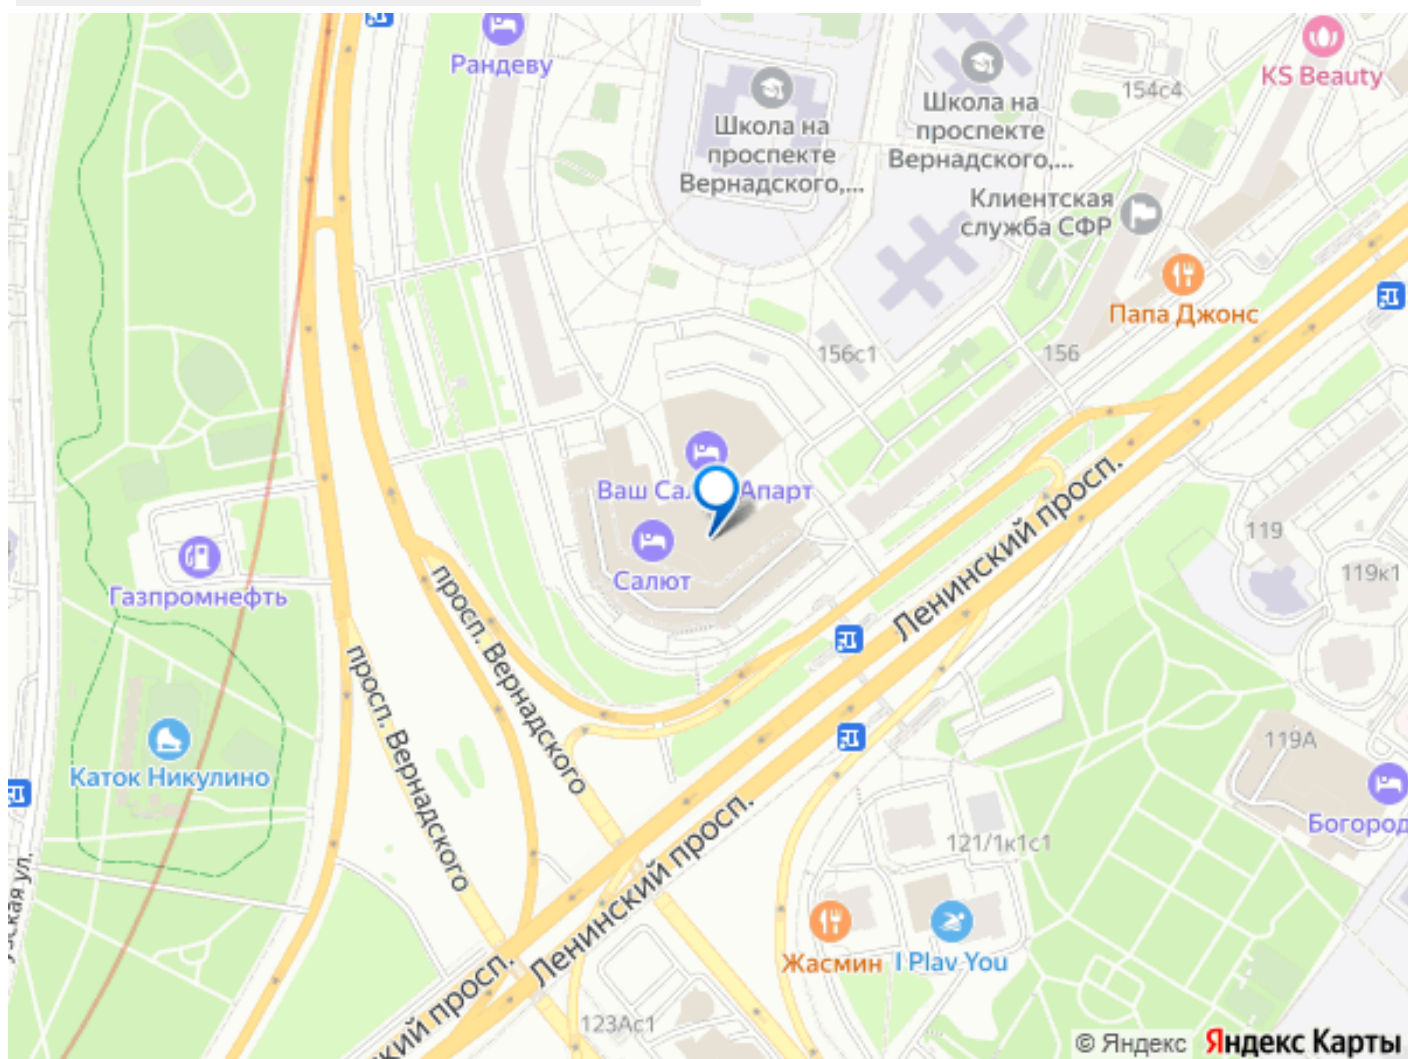 Рандеву
KS Beauty
154с4
Школа на
проспекте
Вернадского,...
Школа на
проспекте
Вернадского,...
Клиентская
служба СФР
Папа Джонс
156с1
156
Ваш Са
Апарт
Салют
Ленинский просп.
119
119к1
Газпромнефть
просп. Вернадского
просп. Вернадского
Каток Никулино
119А
Богород
121/1к1с1
Ленинский просп.
Жасмин
I Play You
ская ул.
кий просп.
123Ас1
© Яндекс Яндекс Карты